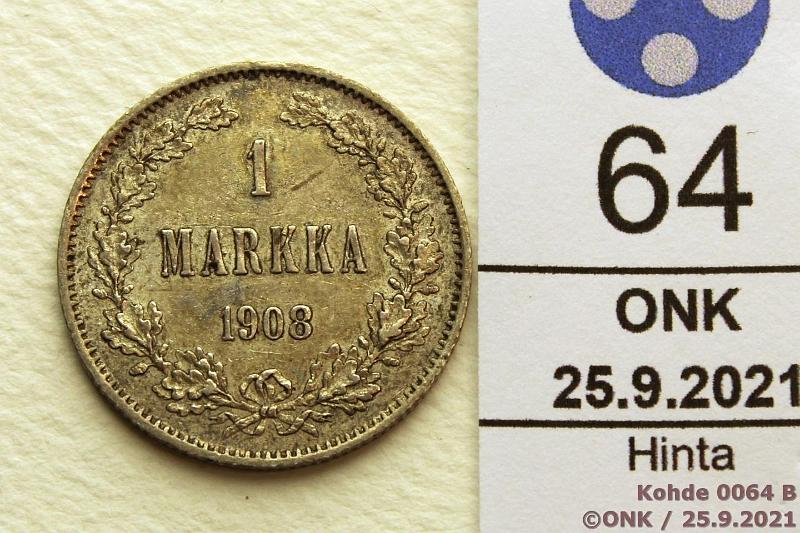 1
MARKKA
1908
64
ONK
25.9.2021
Hinta
Kohde 0064 B
©ONK / 25.9.2021